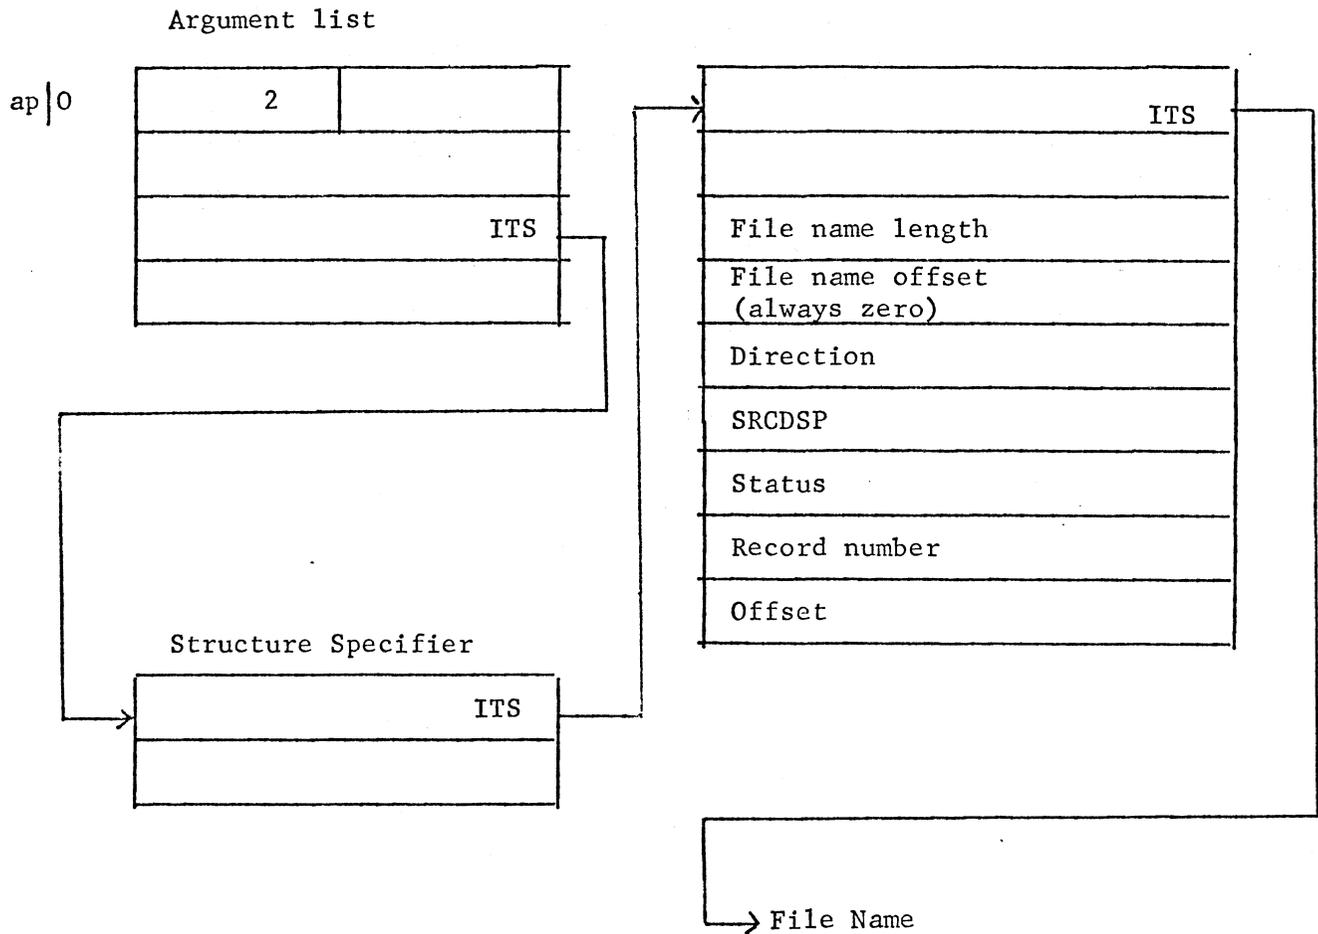 Argument list
ap|0
2
ITS
Structure Specifier
ITS
ITS
File name length
File name offset
(always zero)
Direction
SRCDSP
Status
Record number
Offset
File Name